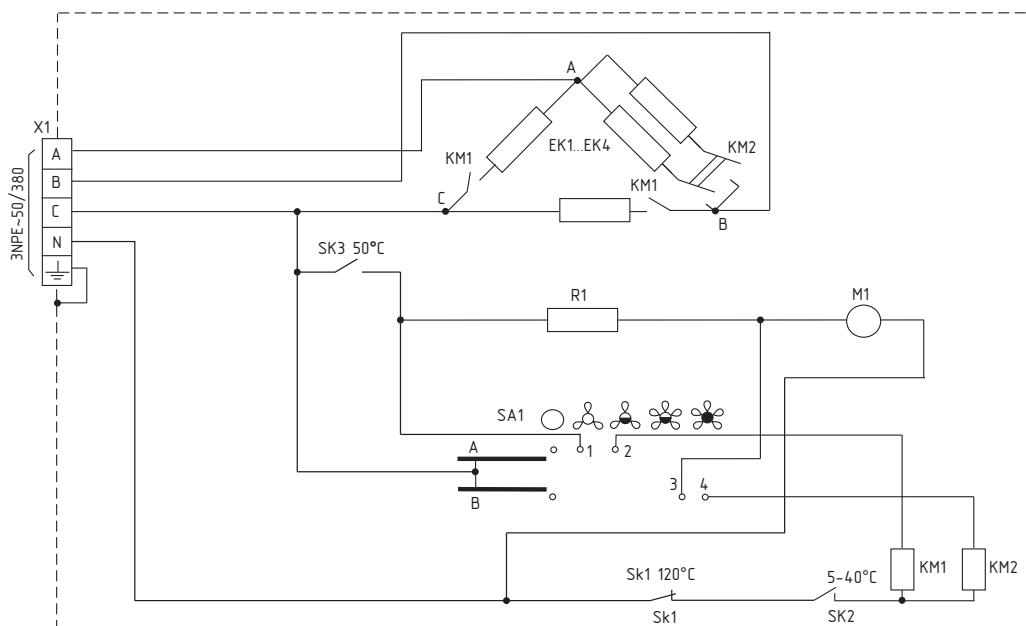 X1
A
B
C
N
3NPE~50/380
A
KM1
EK1...EK4
KM2
C
KM1
B
SK3 50°C
R1
M1
SA1
A
1
2
B
3
4
Sk1 120°C
5-40°C
KM1
KM2
Sk1
SK2